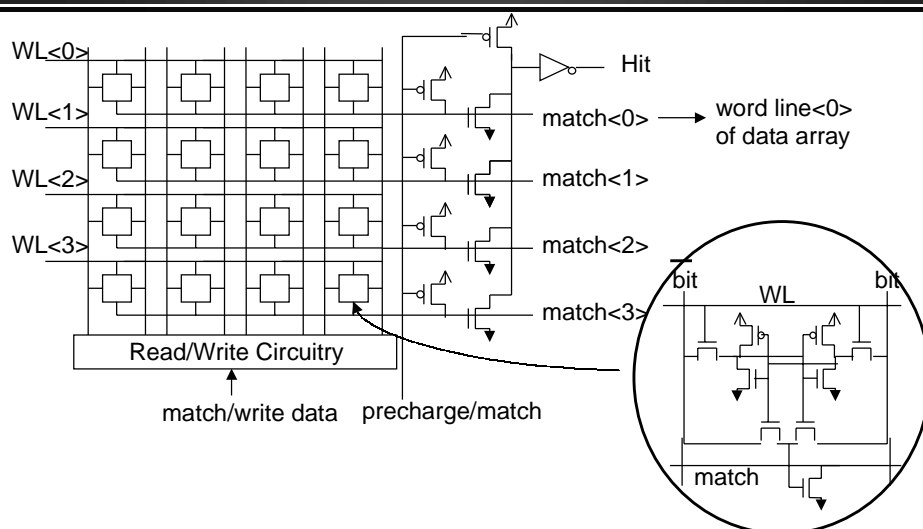 WL<0>
Hit
WL<1>
match<0>
word line<0>
of data array
WL<2>
match<1>
WL<3>
match<2>
match<3>
Read/Write Circuitry
match/write data
precharge/match
bit
bit
WL
match